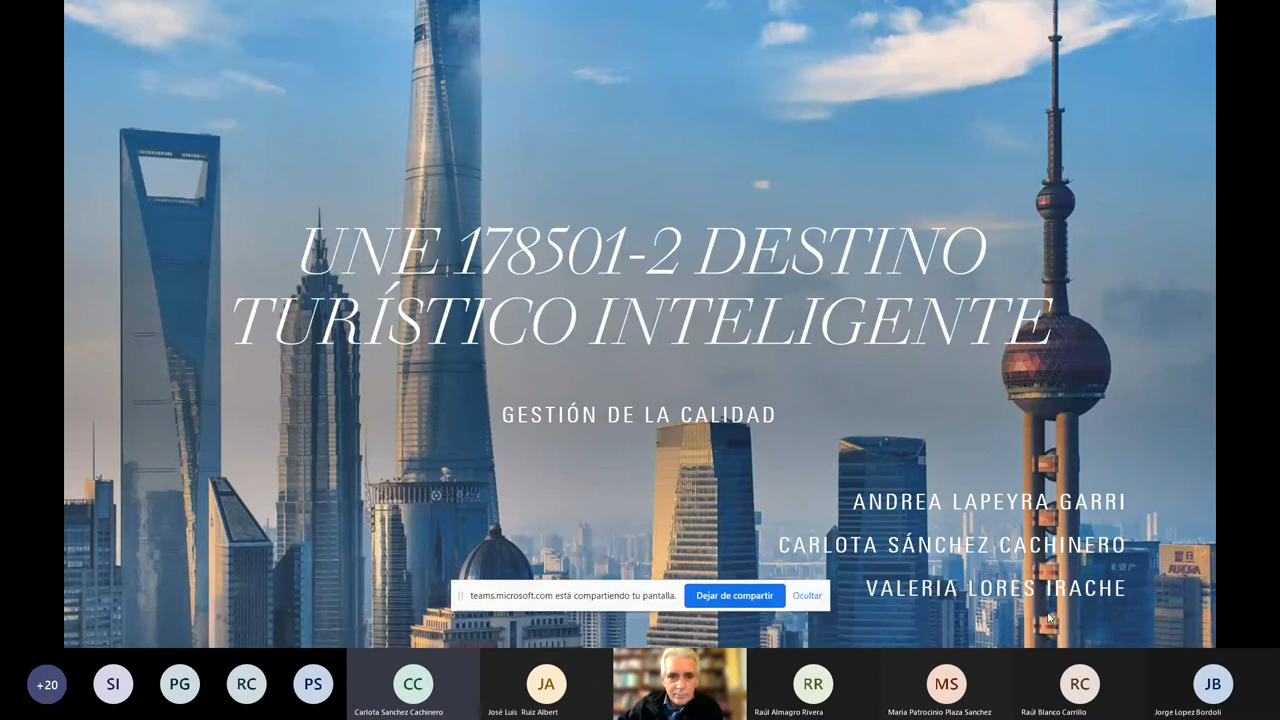 UNE 178501-2 DESTINO
TURÍSTICO INTELIGENTE
GESTIÓN DE LA CALIDAD
ANDREA LAPEYRA GARRI
CARLOTA SÁNCHEZ CACHINERO
VALERIA LORES IRACHE
teams.microsoft.com está compartiendo tu pantalla. Dejar de compartir Ocultar
+20 SI PG RC PS CC JA RR MS RC JB
Carlota Sanchez Cachinero José Luis Ruiz Albert Raúl Almagro Rivera Maria Patrocinio Plaza Sanchez Raúl Blanco Carrillo Jorge Lopez Bordoli